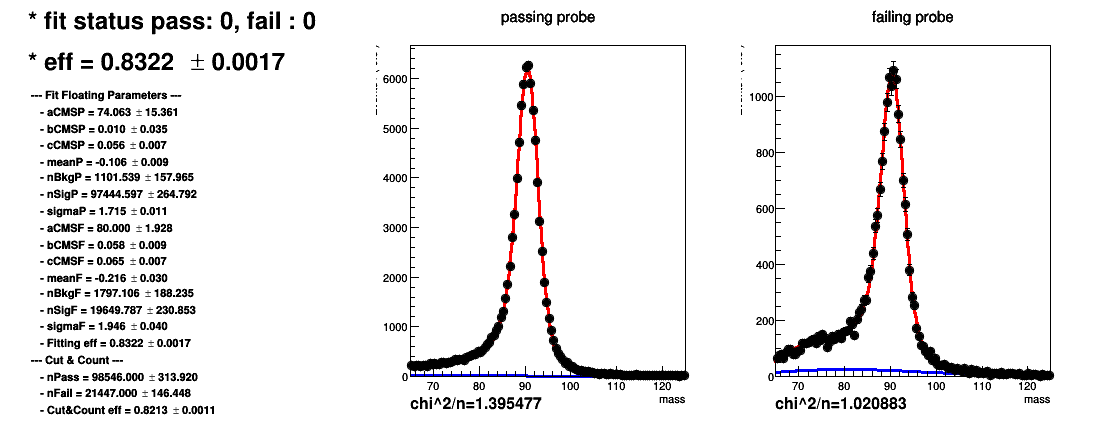 * fit status pass: 0, fail : 0
* eff = 0.8322 ± 0.0017
--- Fit Floating Parameters ---
- aCMSP = 74.063 ± 15.361
- bCMSP = 0.010 ± 0.035
- cCMSP = 0.056 ± 0.007
- meanP = -0.106 ± 0.009
- nBkgP = 1101.539 ± 157.965
- nSigP = 97444.597 ± 264.792
- sigmaP = 1.715 ± 0.011
- aCMSF = 80.000 ± 1.928
- bCMSF = 0.058 ± 0.009
- cCMSF = 0.065 ± 0.007
- meanF = -0.216 ± 0.030
- nBkgF = 1797.106 ± 188.235
- nSigF = 19649.787 ± 230.853
- sigmaF = 1.946 ± 0.040
- Fitting eff = 0.8322 ± 0.0017
--- Cut & Count ---
- nPass = 98546.000 ± 313.920
- nFail = 21447.000 ± 146.448
- Cut&Count eff = 0.8213 ± 0.0011
passing probe
6000
5000
4000
3000
2000
1000
0
70 80 90 100 110 120
mass
chi^2/n=1.395477
failing probe
1000
800
600
400
200
0
70 80 90 100 110 120
mass
chi^2/n=1.020883